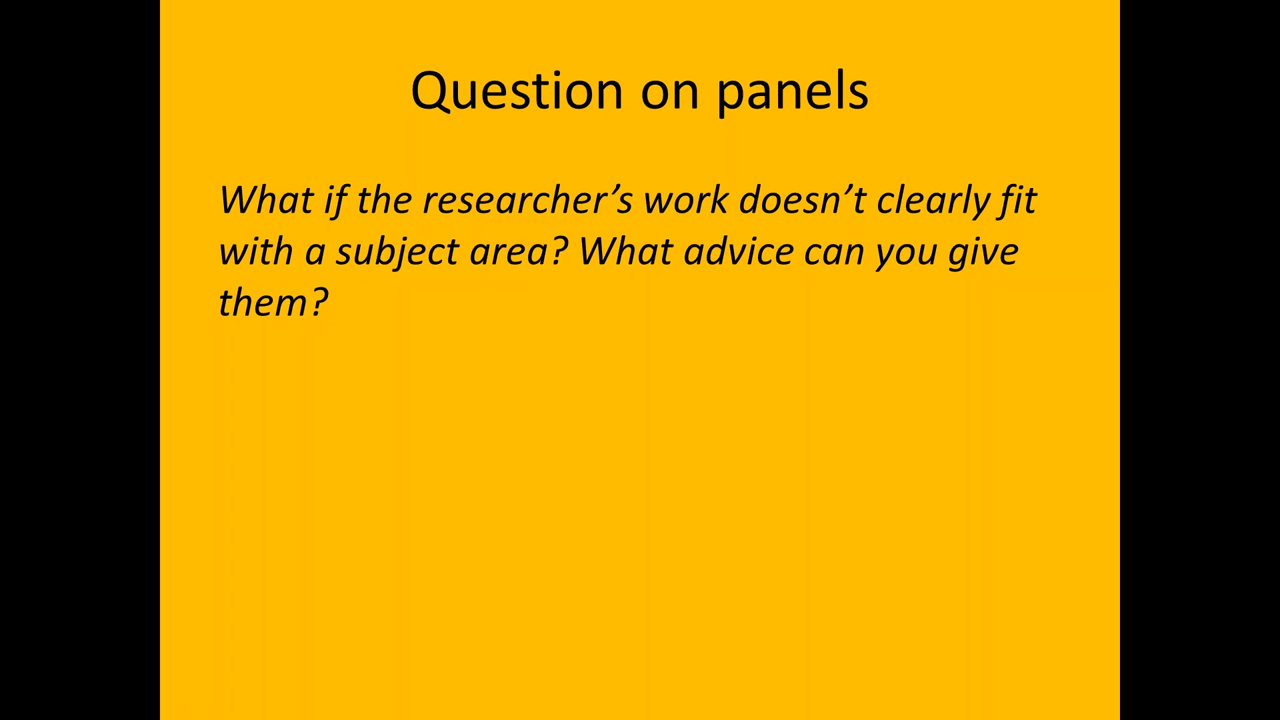 Question on panels
What if the researcher’s work doesn’t clearly fit
with a subject area? What advice can you give
them?